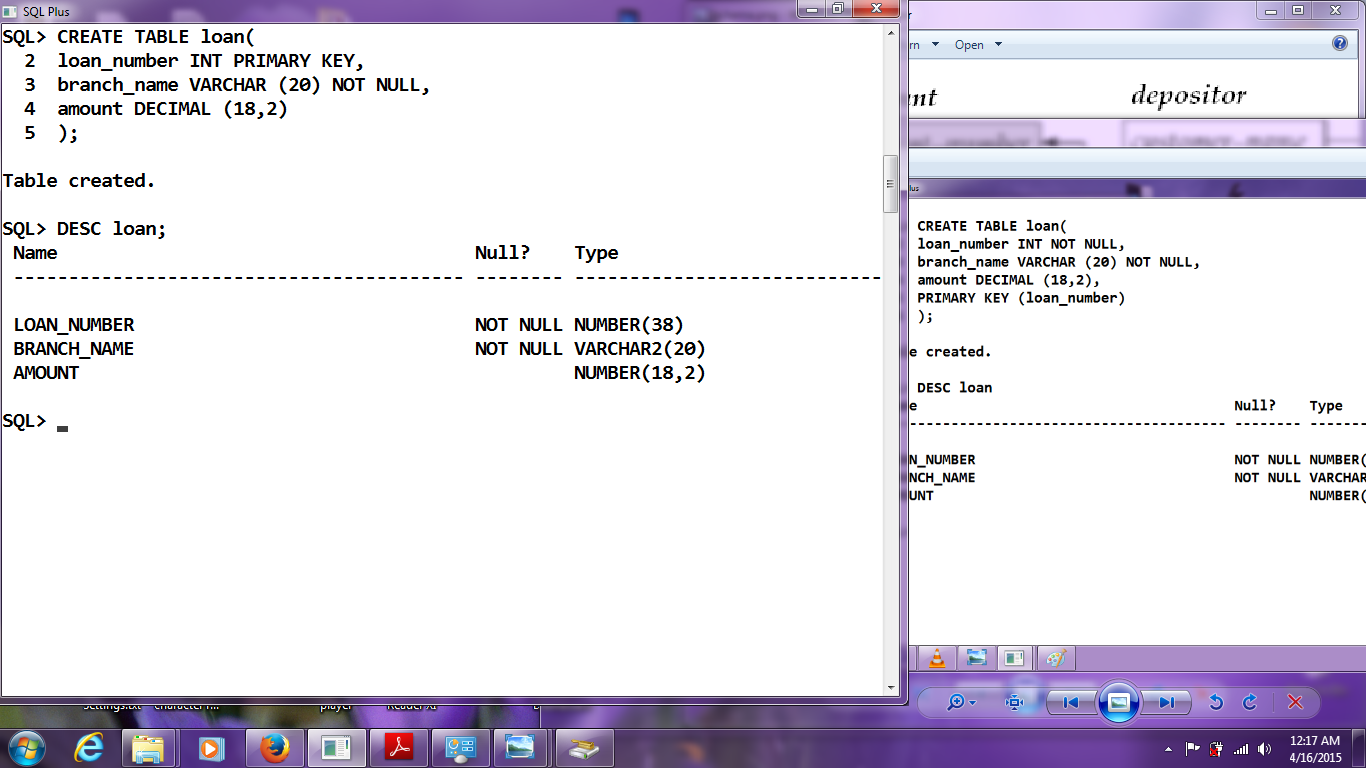 SQL Plus
SQL> CREATE TABLE loan(
2 loan_number INT PRIMARY KEY,
3 branch_name VARCHAR (20) NOT NULL,
4 amount DECIMAL (18,2)
5 );
Table created.
SQL> DESC loan;
Name Null? Type
----------------------------------------- -------- ----------------------------
LOAN_NUMBER NOT NULL NUMBER(38)
BRANCH_NAME NOT NULL VARCHAR2(20)
AMOUNT NUMBER(18,2)
SQL> _
rn Open
nt depositor
customer-name
lus
CREATE TABLE loan(
loan_number INT NOT NULL,
branch_name VARCHAR (20) NOT NULL,
amount DECIMAL (18,2),
PRIMARY KEY (loan_number)
);
e created.
DESC loan
e Null? Type
-------------------------------------- -------- -------
N_NUMBER NOT NULL NUMBER(
NCH_NAME NOT NULL VARCHAR
UNT NUMBER(
Settings.txt
player
12:17 AM
4/16/2015